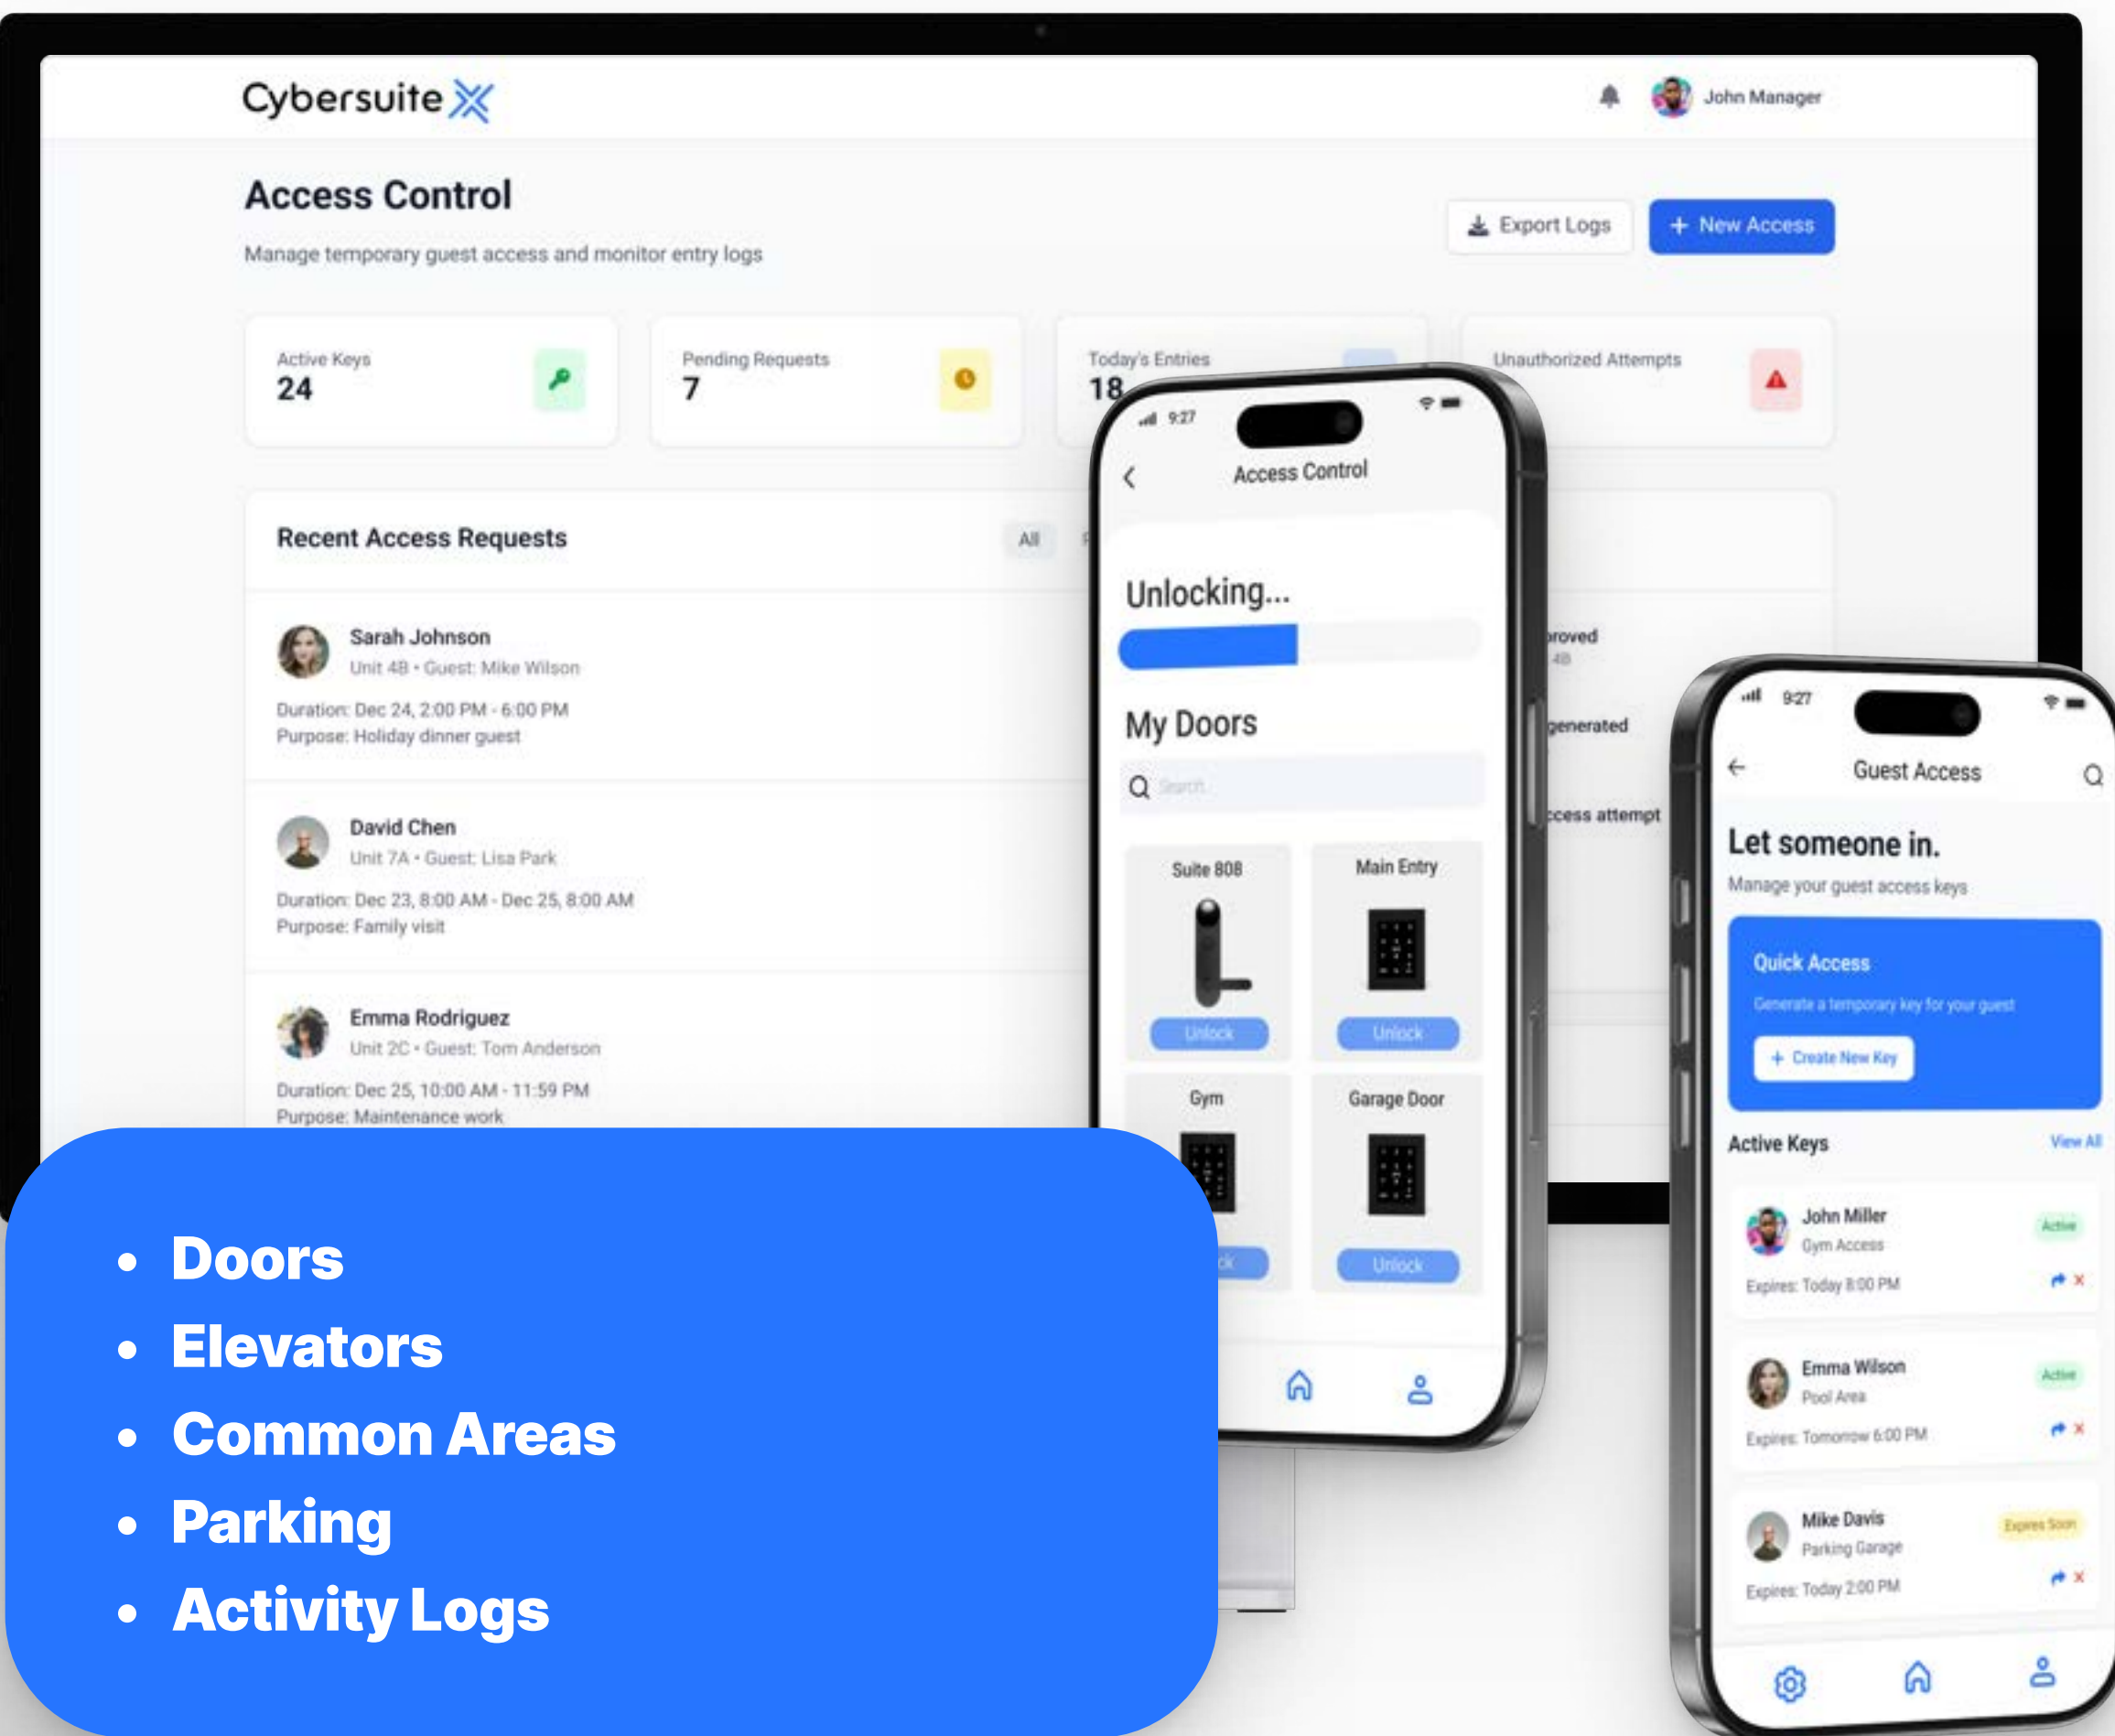 Cybersuite
John Manager
Access Control
Manage temporary guest access and monitor entry logs
Export Logs
+ New Access
Active Keys
24
Pending Requests
7
Today's Entries
18
Unauthorized Attempts
Recent Access Requests
All
Sarah Johnson
Unit 4B • Guest: Mike Wilson
Duration: Dec 24, 2:00 PM - 6:00 PM
Purpose: Holiday dinner guest
David Chen
Unit 7A • Guest: Lisa Park
Duration: Dec 23, 8:00 AM - Dec 25, 8:00 AM
Purpose: Family visit
Emma Rodriguez
Unit 2C • Guest: Tom Anderson
Duration: Dec 25, 10:00 AM - 11:59 PM
Purpose: Maintenance work
proved
4B
generated
ccess attempt
9:27
Access Control
Unlocking...
My Doors
Search
Suite 808
Main Entry
Unlock
Unlock
Gym
Garage Door
ck
Unlock
9:27
Guest Access
Let someone in.
Manage your guest access keys
Quick Access
Generate a temporary key for your guest
+ Create New Key
Active Keys
View All
John Miller
Active
Gym Access
Expires: Today 8:00 PM
Emma Wilson
Active
Pool Area
Expires: Tomorrow 6:00 PM
Mike Davis
Expires Soon
Parking Garage
Expires: Today 2:00 PM
• Doors
• Elevators
• Common Areas
• Parking
• Activity Logs